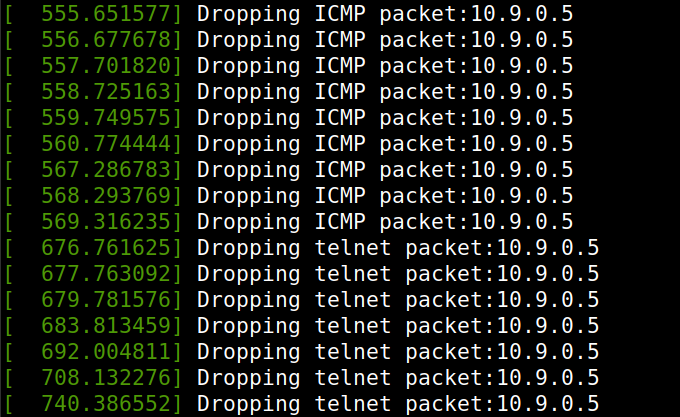 [  555.651577] Dropping ICMP packet:10.9.0.5
[  556.677678] Dropping ICMP packet:10.9.0.5
[  557.701820] Dropping ICMP packet:10.9.0.5
[  558.725163] Dropping ICMP packet:10.9.0.5
[  559.749575] Dropping ICMP packet:10.9.0.5
[  560.774444] Dropping ICMP packet:10.9.0.5
[  567.286783] Dropping ICMP packet:10.9.0.5
[  568.293769] Dropping ICMP packet:10.9.0.5
[  569.316235] Dropping ICMP packet:10.9.0.5
[  676.761625] Dropping telnet packet:10.9.0.5
[  677.763092] Dropping telnet packet:10.9.0.5
[  679.781576] Dropping telnet packet:10.9.0.5
[  683.813459] Dropping telnet packet:10.9.0.5
[  692.004811] Dropping telnet packet:10.9.0.5
[  708.132276] Dropping telnet packet:10.9.0.5
[  740.386552] Dropping telnet packet:10.9.0.5